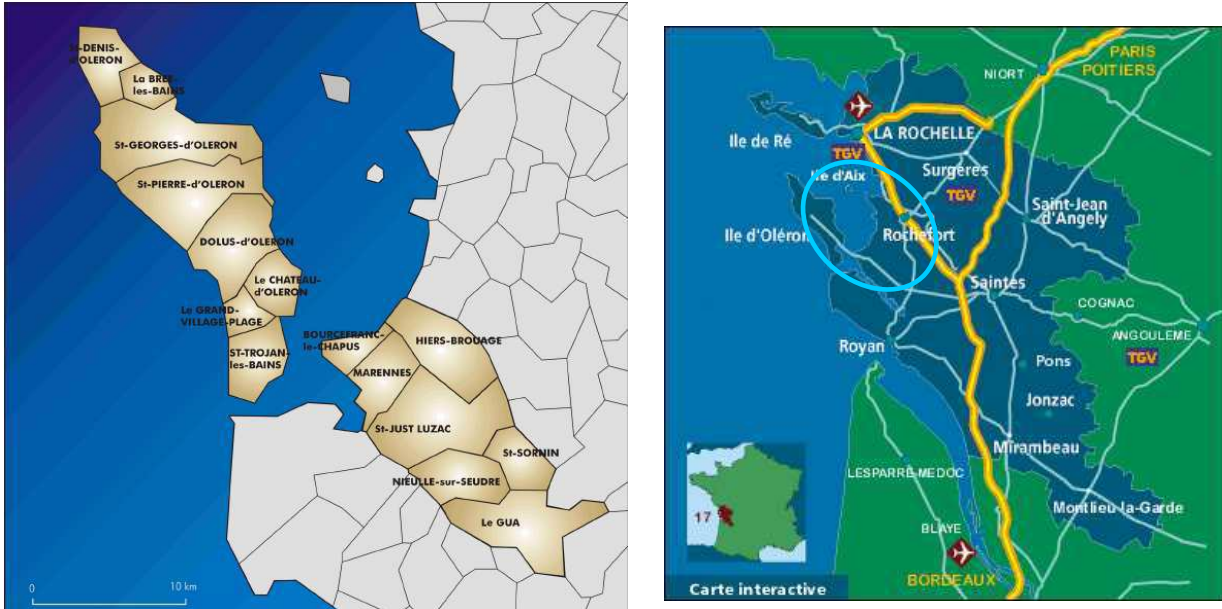 St-DENIS-
d'OLERON
La BREE-
les-BAINS
St-GEORGES-d'OLERON
St-PIERRE-d'OLERON
DOLUS-d'OLERON
Le CHATEAU-
d'OLERON
Le GRAND-
VILLAGE-PLAGE
ST-TROJAN-
les-BAINS
BOURCEFRANC-
le-CHAPUS
HIERS-BROUAGE
MARENNES
St-JUST LUZAC
St-SORNIN
NIEULLE-sur-SEUDRE
Le GUA
0
10 km
PARIS
POITIERS
NIORT
LA ROCHELLE
Ile de Ré
TGV
Surgères
Ile d'Aix
TGV
Saint-Jean
d'Angely
Ile d'Oléron
Rochefort
Saintes
COGNAC
ANGOULEME
TGV
Royan
Pons
Jonzac
Mirambeau
LESPARRE-MEDOC
Montlieu-la-Garde
17
BLAYE
BORDEAUX
Carte interactive